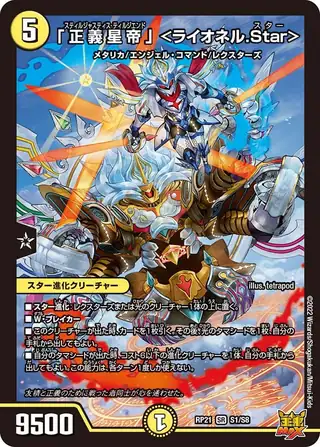 5
スティルジャスティス ティルジエンド スター
「正義星帝」<ライオネル.Star>
メタリカ/エンジェル・コマンド/レクスターズ
スター進化クリーチャー
illus. tetrapod
■スター進化:レクスターズまたは光のクリーチャー1体の上に置く。
■W・ブレイカー
■このクリーチャーが出た時、カードを1枚引く。その後、光のタマシードを1枚、自分の手札から出してもよい。
■自分のタマシードが出た時、コスト6以下の進化クリーチャーを1体、自分の手札から出してもよい。この能力は、各ターン1度しか使えない。
友情と正義のために戦った盗同士が心を通わせた。
9500
1
RP21 SR S1/S8
©2022 Wizards/Shogakukan/Mitsui-Kids